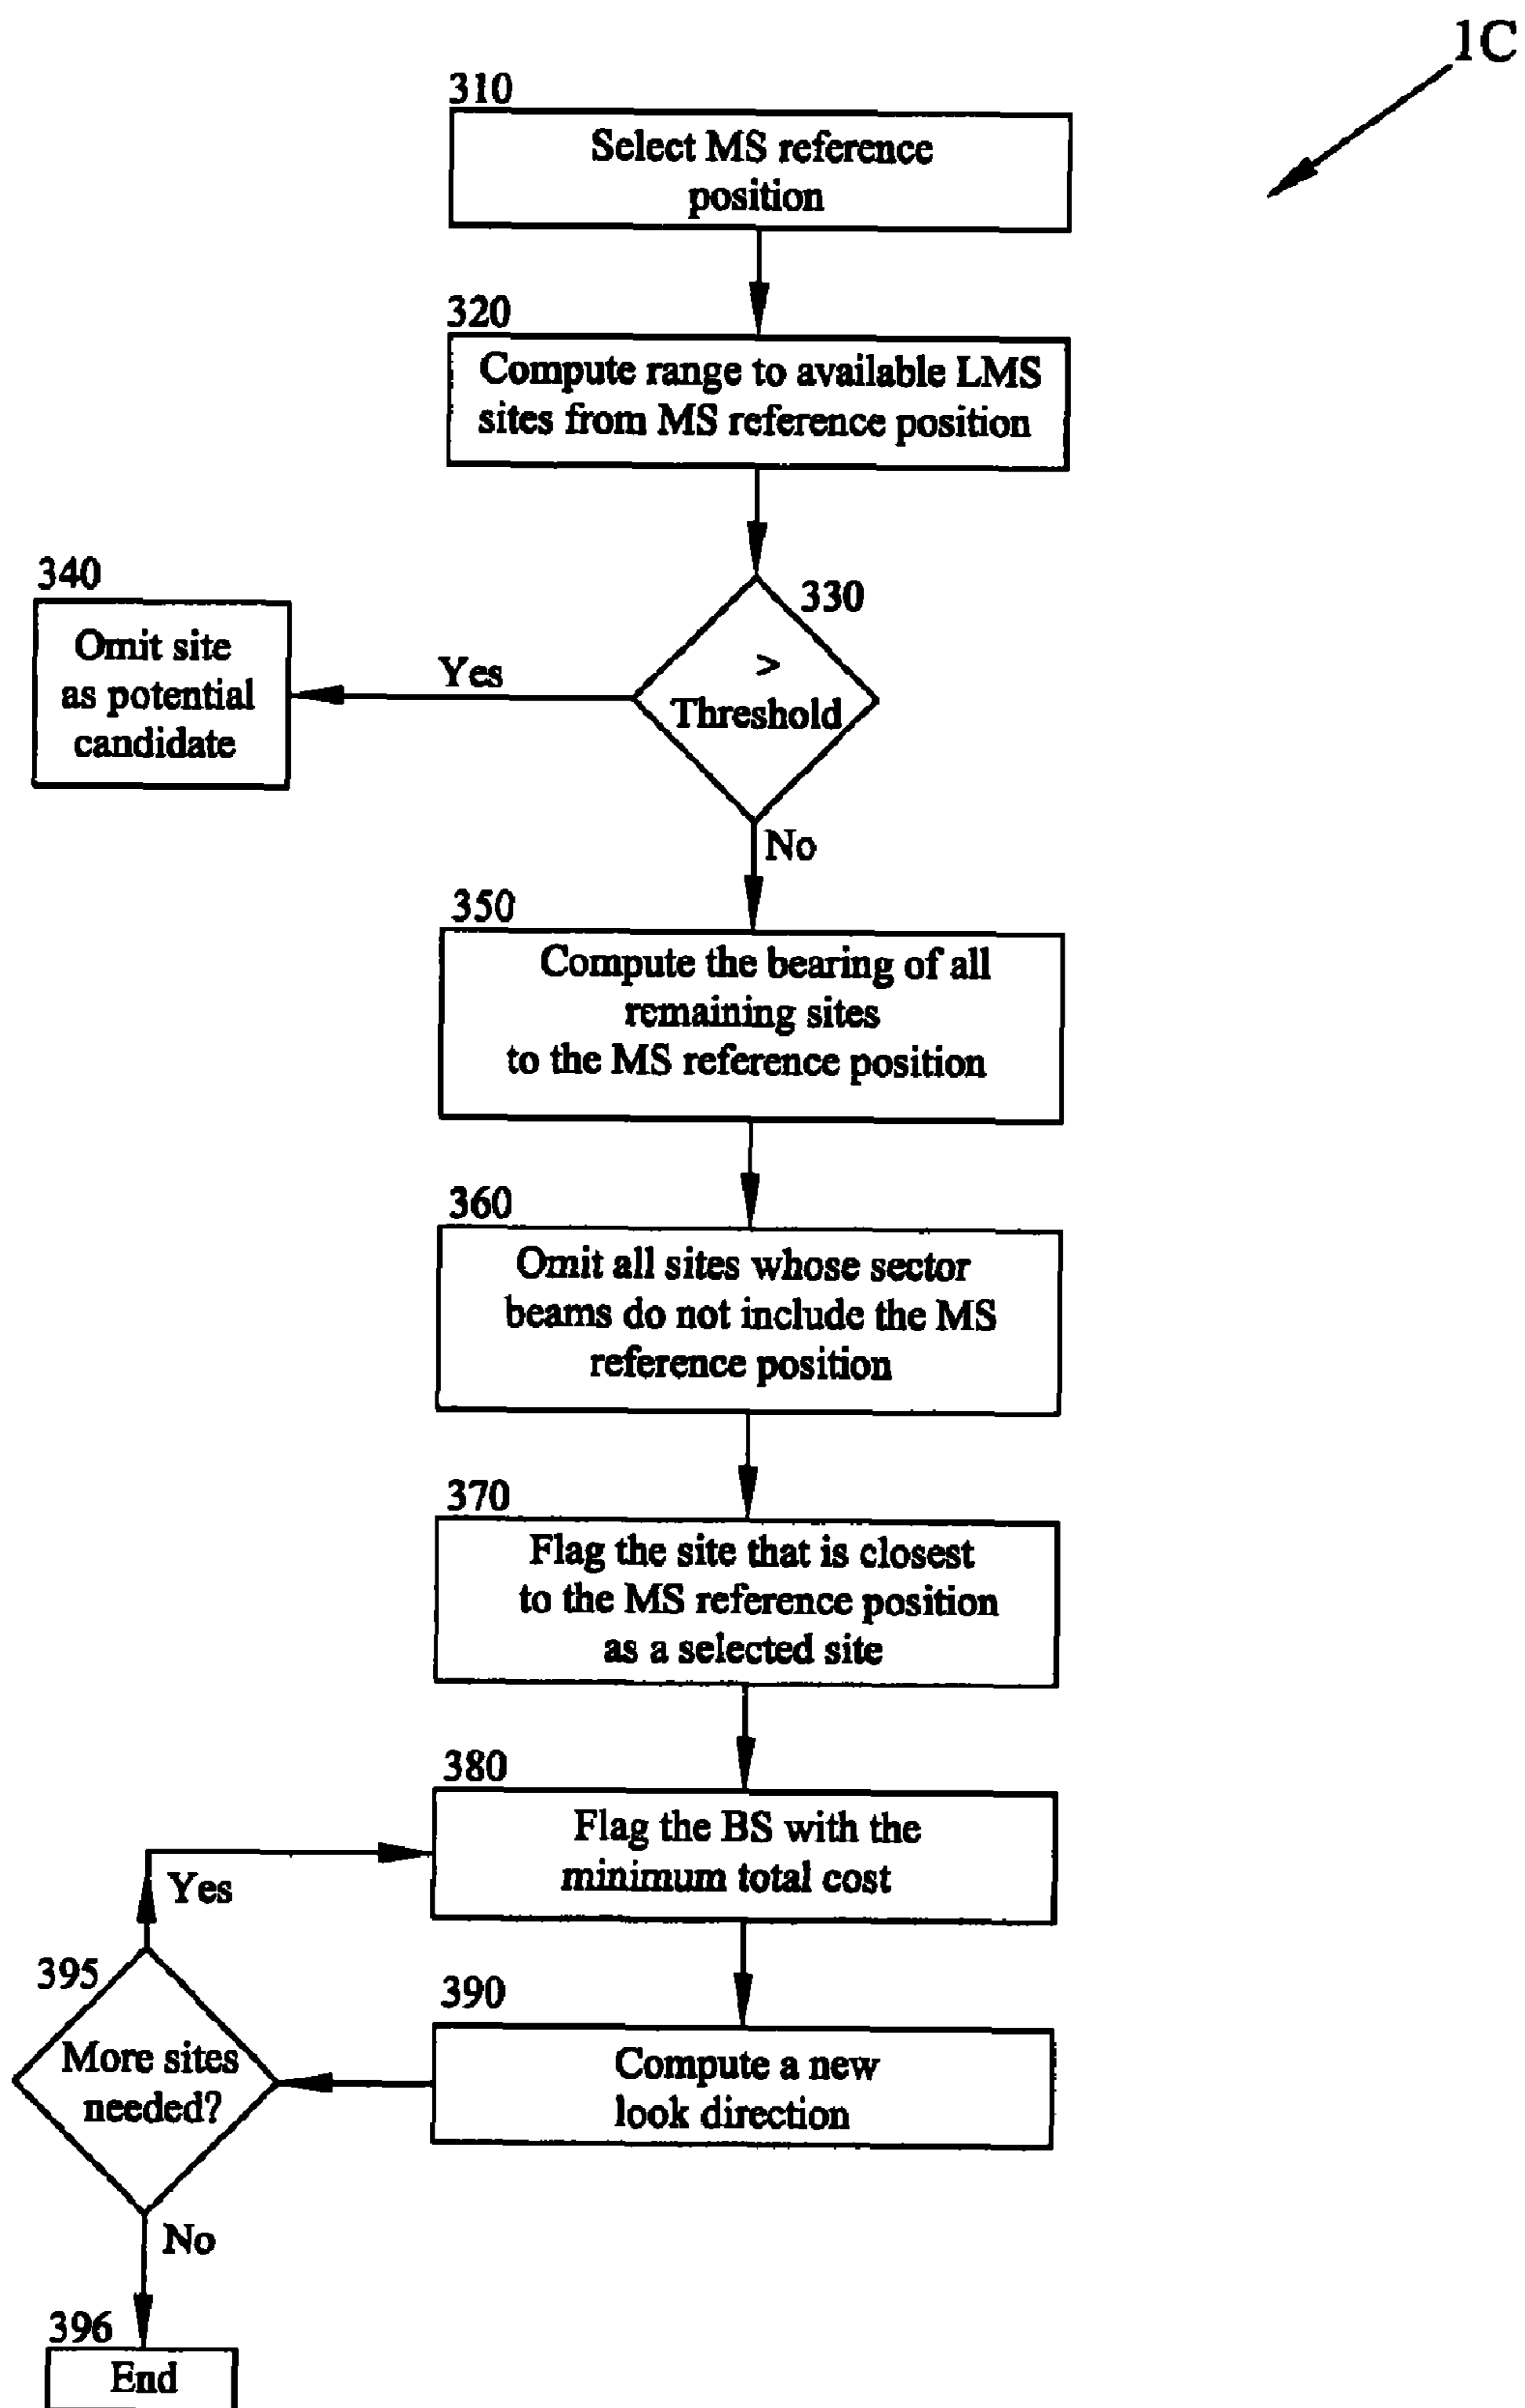 1C
310
Select MS reference
position
320
Compute range to available LMS
sites from MS reference position
330
>
Threshold
Yes
340
Omit site
as potential
candidate
No
350
Compute the bearing of all
remaining sites
to the MS reference position
360
Omit all sites whose sector
beams do not include the MS
reference position
370
Flag the site that is closest
to the MS reference position
as a selected site
380
Flag the BS with the
minimum total cost
390
Compute a new
look direction
395
More sites
needed?
Yes
No
396
End